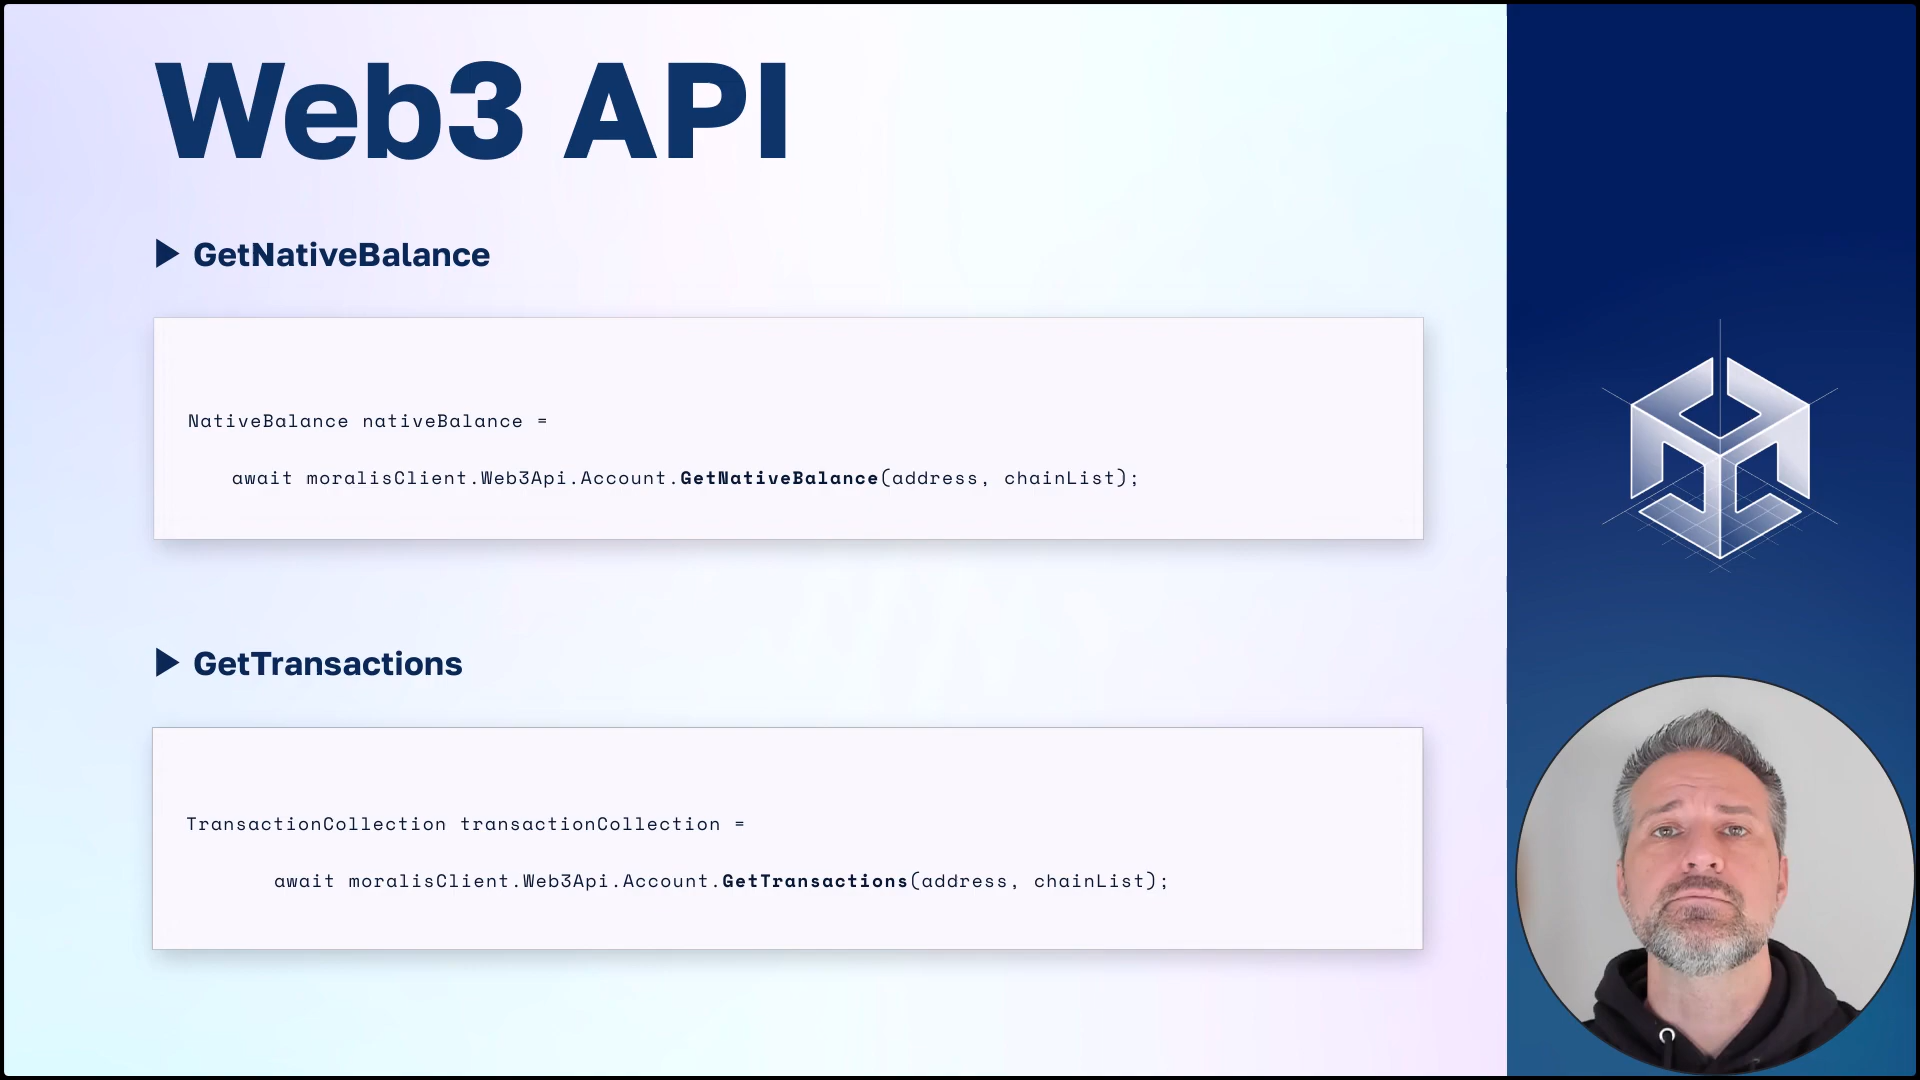 Web3 API
GetNativeBalance
NativeBalance nativeBalance =
await moralisClient.Web3Api.Account.GetNativeBalance(address, chainList);
GetTransactions
TransactionCollection transactionCollection =
await moralisClient.Web3Api.Account.GetTransactions(address, chainList);